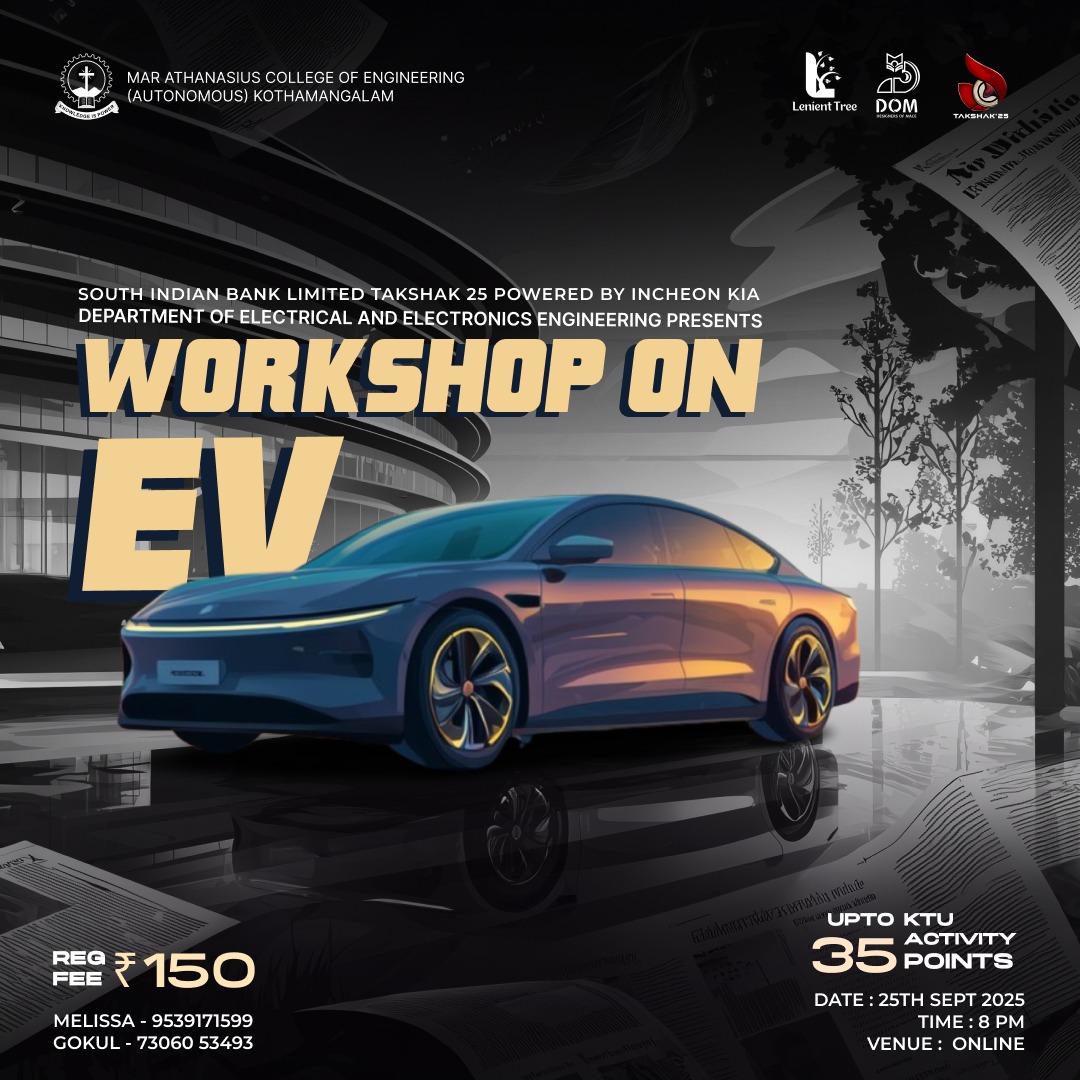 MAR ATHANASIUS COLLEGE OF ENGINEERING
(AUTONOMOUS) KOTHAMANGALAM
KNOWLEDGE IS POWER
Lenient Tree
DOM
DESIGNERS OF MACE
TAKSHAK'25
SOUTH INDIAN BANK LIMITED TAKSHAK 25 POWERED BY INCHEON KIA
DEPARTMENT OF ELECTRICAL AND ELECTRONICS ENGINEERING PRESENTS
WORKSHOP ON
EV
REG
FEE ₹150
MELISSA - 9539171599
GOKUL - 73060 53493
UPTO KTU
35 ACTIVITY
POINTS
DATE : 25TH SEPT 2025
TIME : 8 PM
VENUE : ONLINE